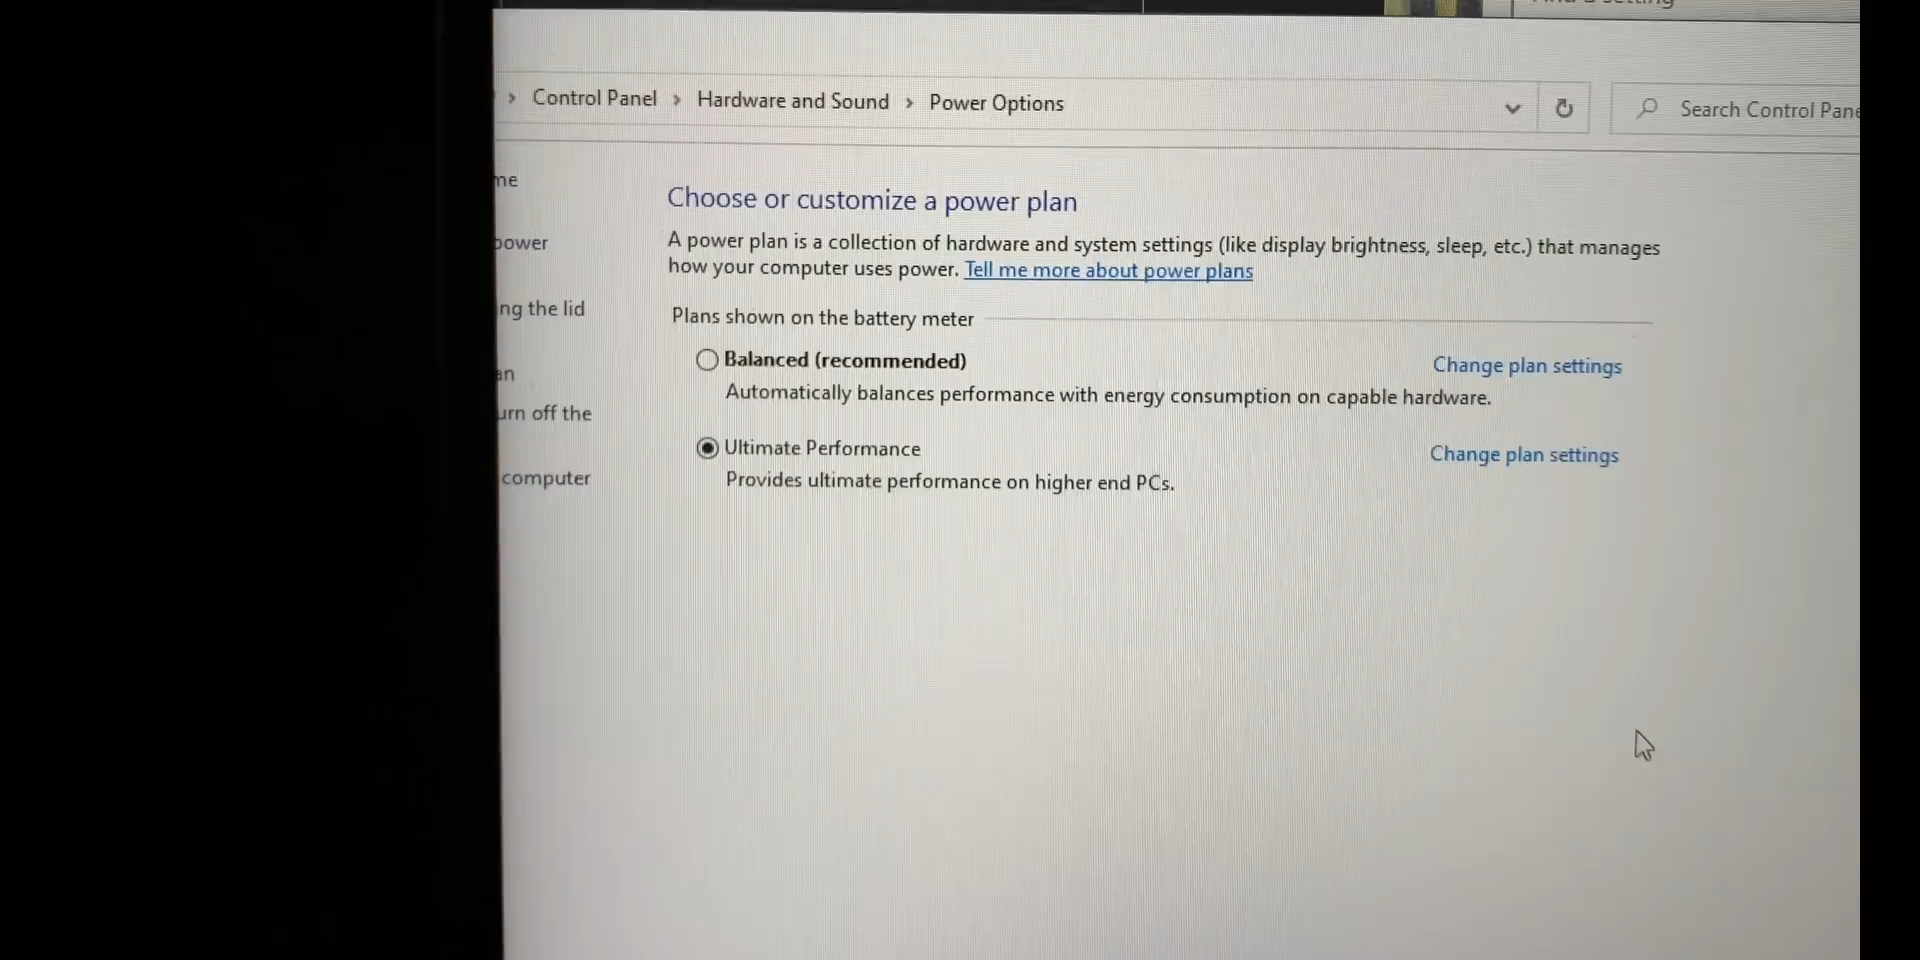 Control Panel > Hardware and Sound > Power Options
Search Control Pane
me
power
ng the lid
an
urn off the
computer
Choose or customize a power plan
A power plan is a collection of hardware and system settings (like display brightness, sleep, etc.) that manages
how your computer uses power. Tell me more about power plans
Plans shown on the battery meter
Balanced (recommended)
Change plan settings
Automatically balances performance with energy consumption on capable hardware.
Ultimate Performance
Change plan settings
Provides ultimate performance on higher end PCs.